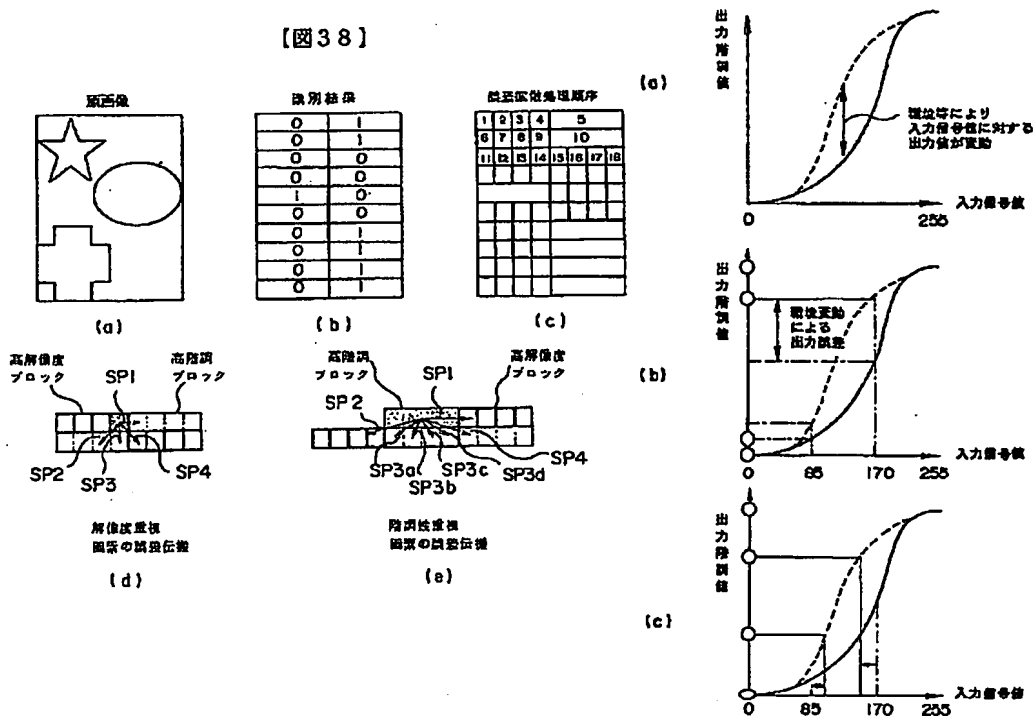 【図38】
原画像
(a)
識別結果
0 1
0 1
0 0
0 0
1 0
0 0
0 1
0 1
0 1
0 1
(b)
誤差拡散処理順序
1 2 3 4 5
6 7 8 9 10
11 12 13 14 15 16 17 18
(c)
高解像度
ブロック
高階調
ブロック
SP1
SP2
SP3
SP4
解像度重視
画素の誤差伝搬
(d)
高階調
ブロック
高解像度
ブロック
SP1
SP2
SP3a
SP3b
SP3c
SP3d
SP4
階調性重視
画素の誤差伝搬
(e)
(a)
出力階調値
環境等により
入力信号値に対する
出力値が変動
0
255
入力信号値
(b)
出力階調値
環境変動
による
出力誤差
0
85
170
255
入力信号値
(c)
出力階調値
0
85
170
255
入力信号値